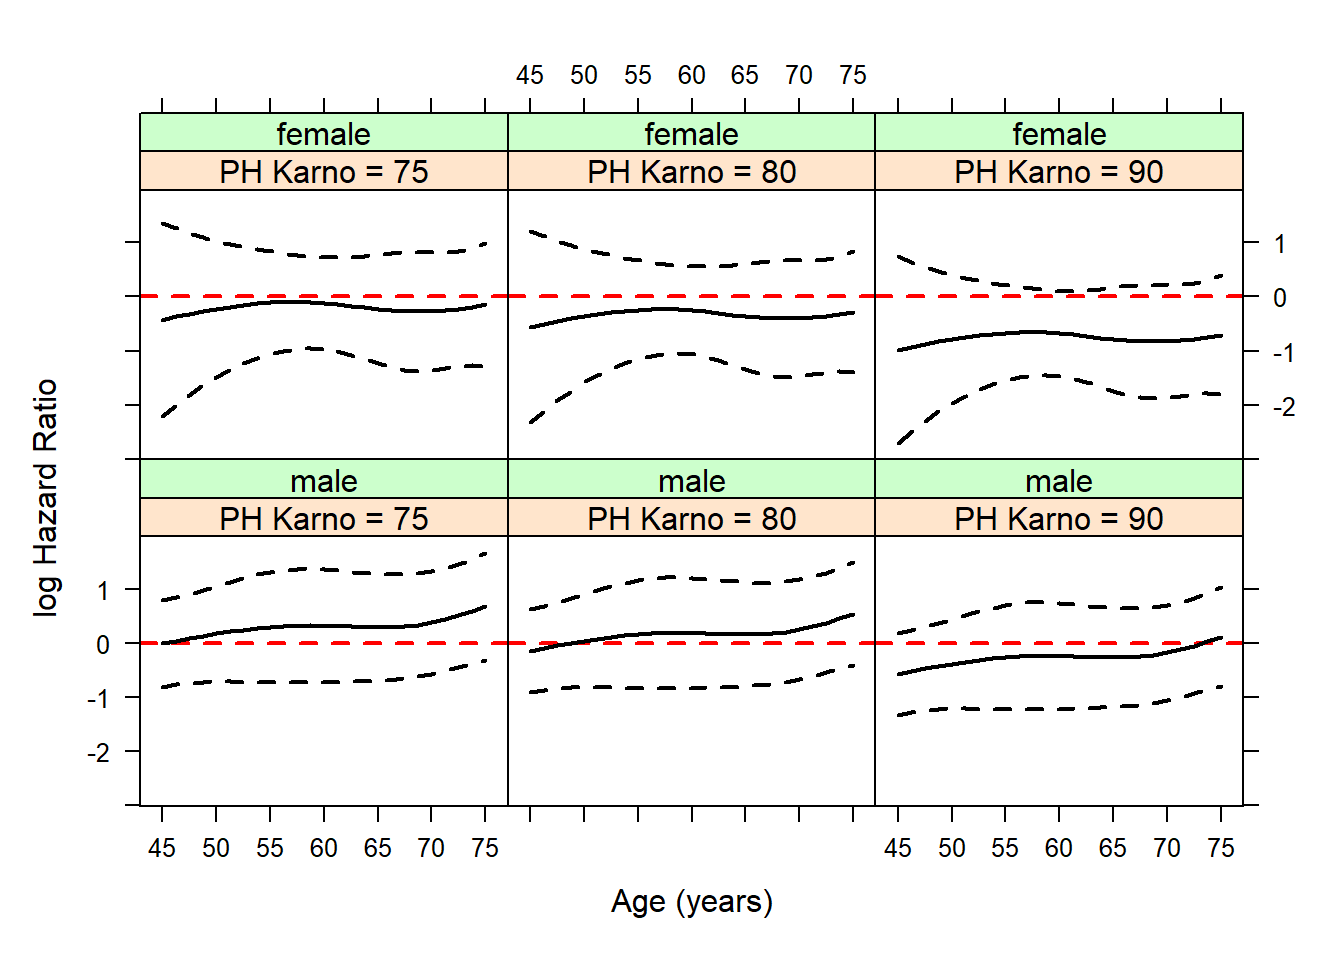 45 50 55 60 65 70 75
female female female
PH Karno = 75 PH Karno = 80 PH Karno = 90
1
0
-1
-2
log Hazard Ratio
male male male
PH Karno = 75 PH Karno = 80 PH Karno = 90
1
0
-1
-2
45 50 55 60 65 70 75 45 50 55 60 65 70 75
Age (years)